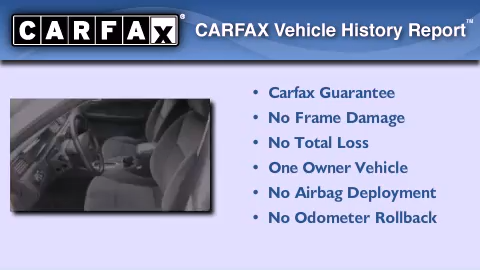 CARFAX® CARFAX Vehicle History Report™
• Carfax Guarantee
• No Frame Damage
• No Total Loss
• One Owner Vehicle
• No Airbag Deployment
• No Odometer Rollback